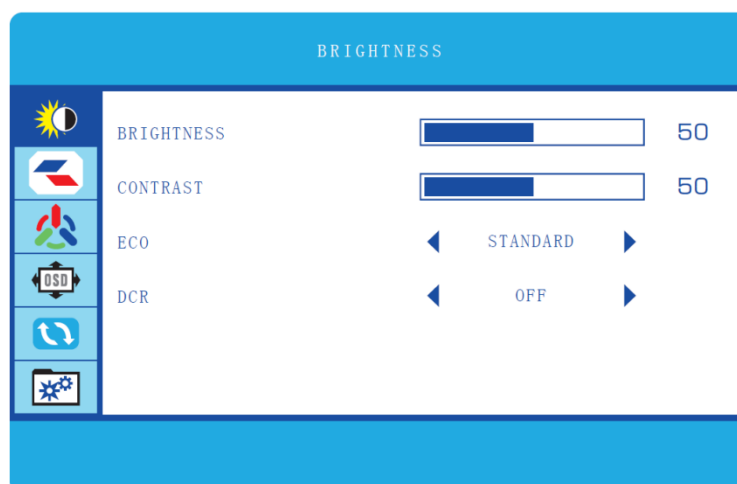 BRIGHTNESS
BRIGHTNESS 50
CONTRAST 50
ECO STANDARD
OSD
DCR OFF